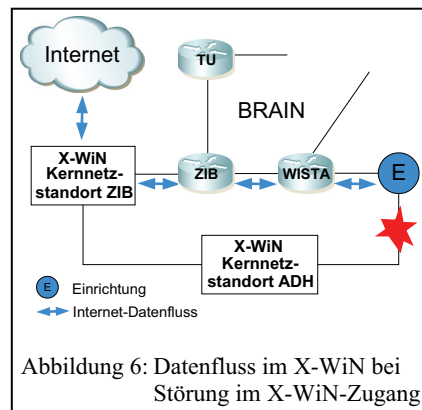 Internet
TU
BRAIN
X-WiN
Kernnetz-
standort ZIB
ZIB
WISTA
E
X-WiN
Kernnetz-
standort ADH
E Einrichtung
Internet-Datenfluss
Abbildung 6: Datenfluss im X-WiN bei
Störung im X-WiN-Zugang